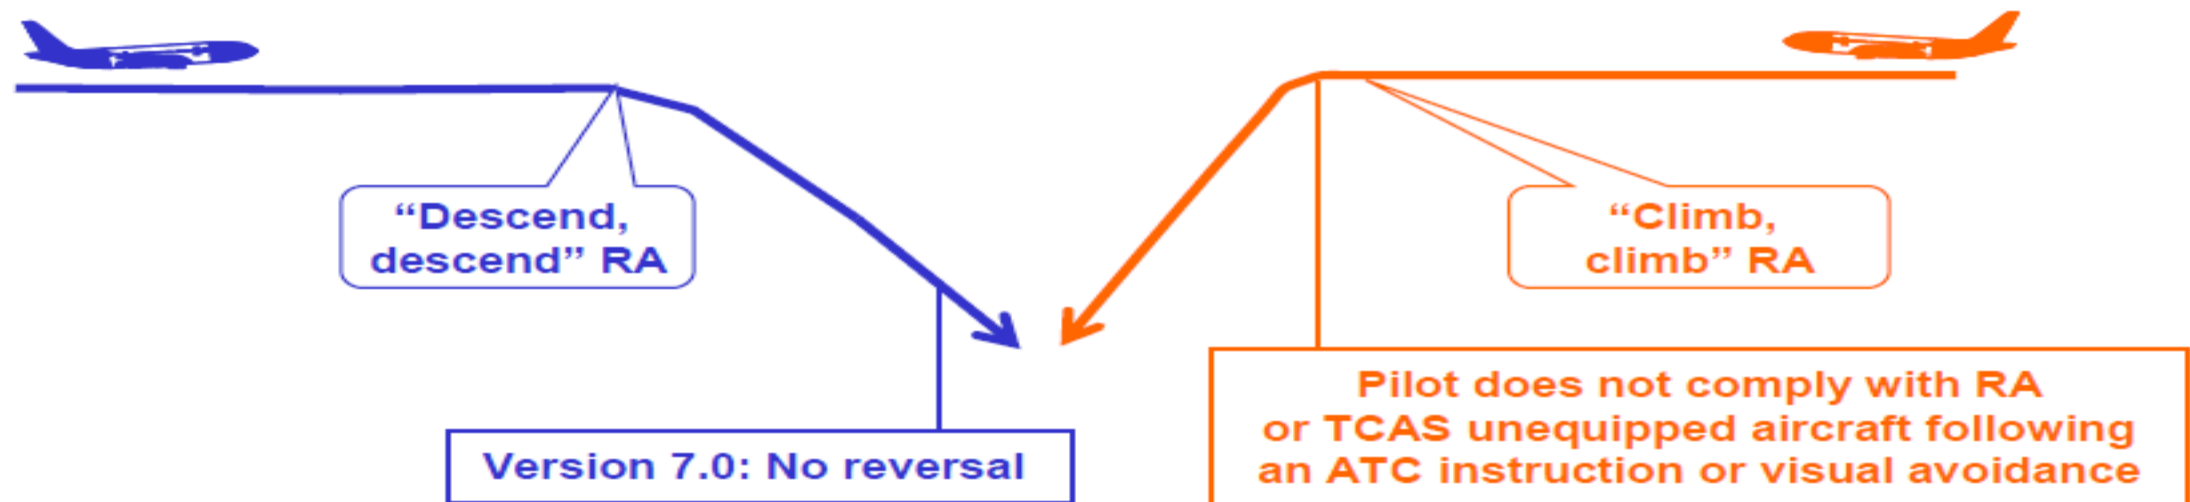 “Descend,
descend” RA
“Climb,
climb” RA
Version 7.0: No reversal
Pilot does not comply with RA
or TCAS unequipped aircraft following
an ATC instruction or visual avoidance